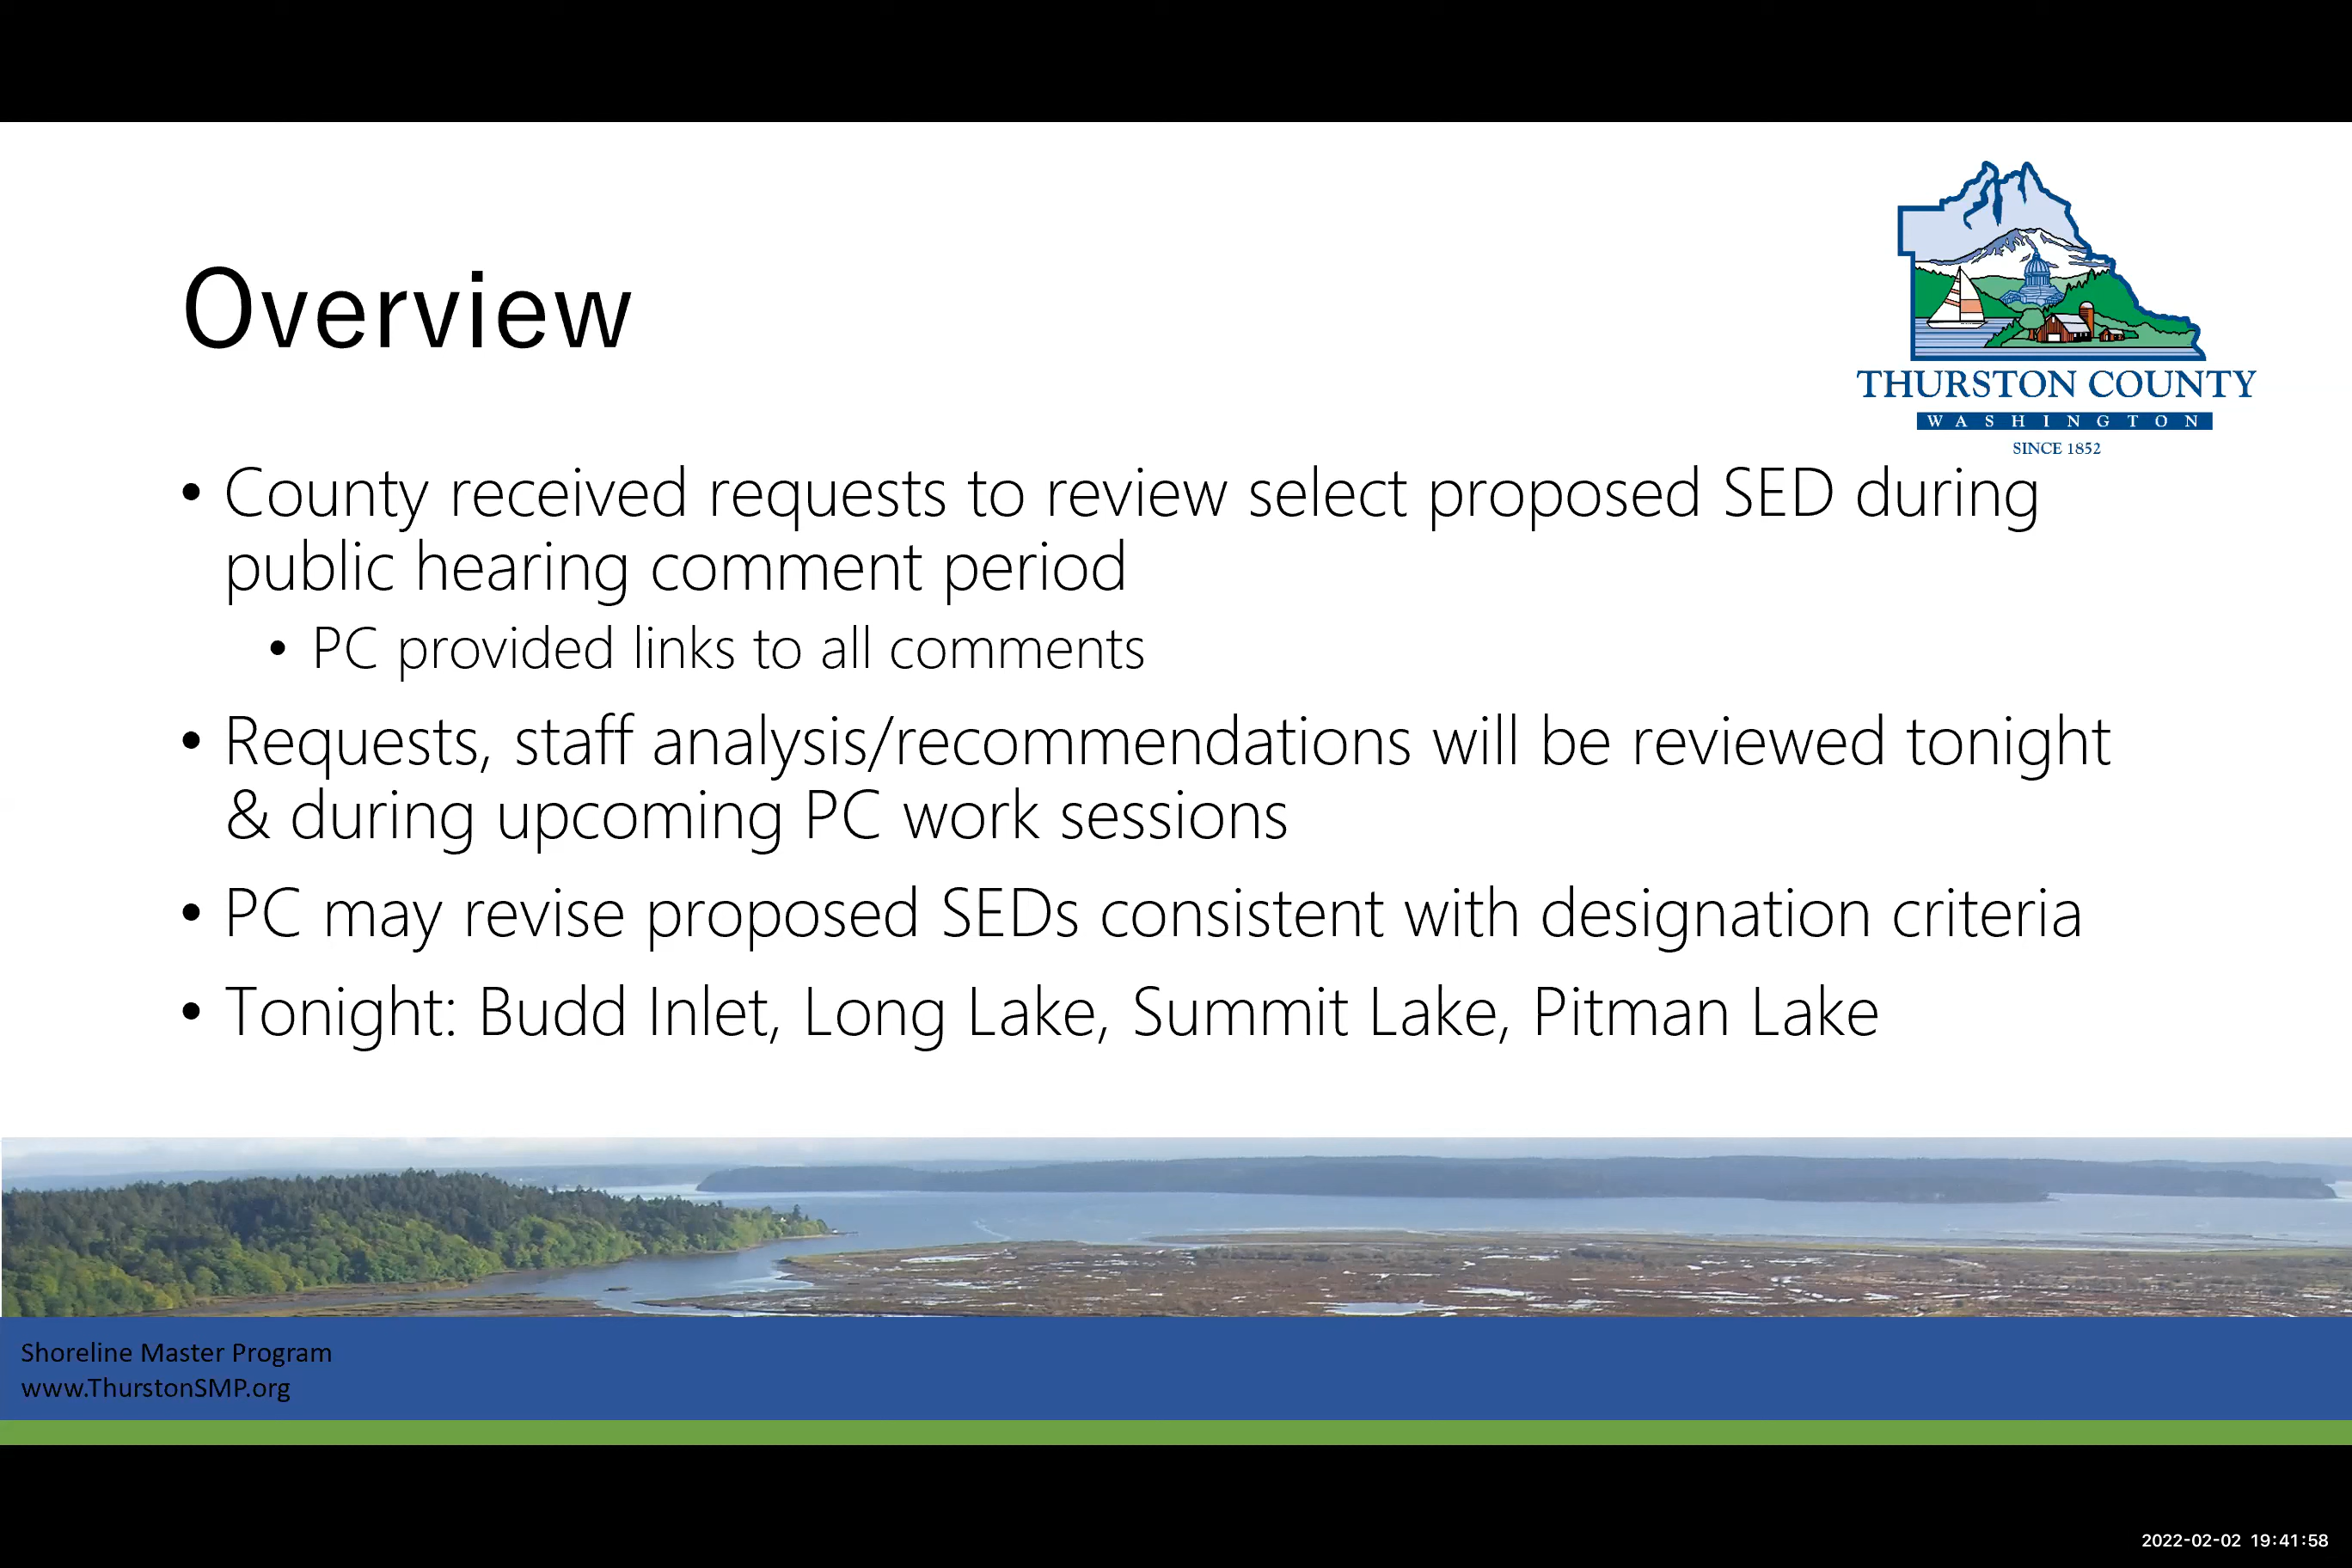 Overview
THURSTON COUNTY
WASHINGTON
SINCE 1852
• County received requests to review select proposed SED during
public hearing comment period
• PC provided links to all comments
• Requests, staff analysis/recommendations will be reviewed tonight
& during upcoming PC work sessions
• PC may revise proposed SEDs consistent with designation criteria
• Tonight: Budd Inlet, Long Lake, Summit Lake, Pitman Lake
Shoreline Master Program
www.ThurstonSMP.org
2022-02-02 19:41:58